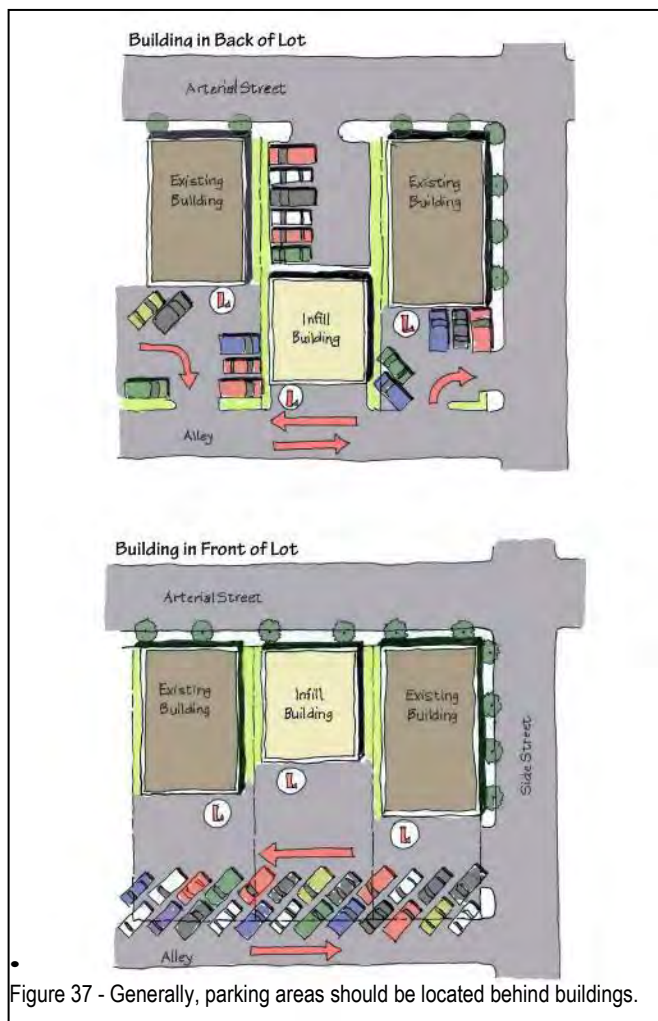 Building in Back of Lot
Arterial Street
Existing
Building
Existing
Building
L
Infill
Building
L
L
Alley
Building in Front of Lot
Arterial Street
Existing
Building
Infill
Building
Existing
Building
Side Street
L
L
L
Alley
•
Figure 37 - Generally, parking areas should be located behind buildings.